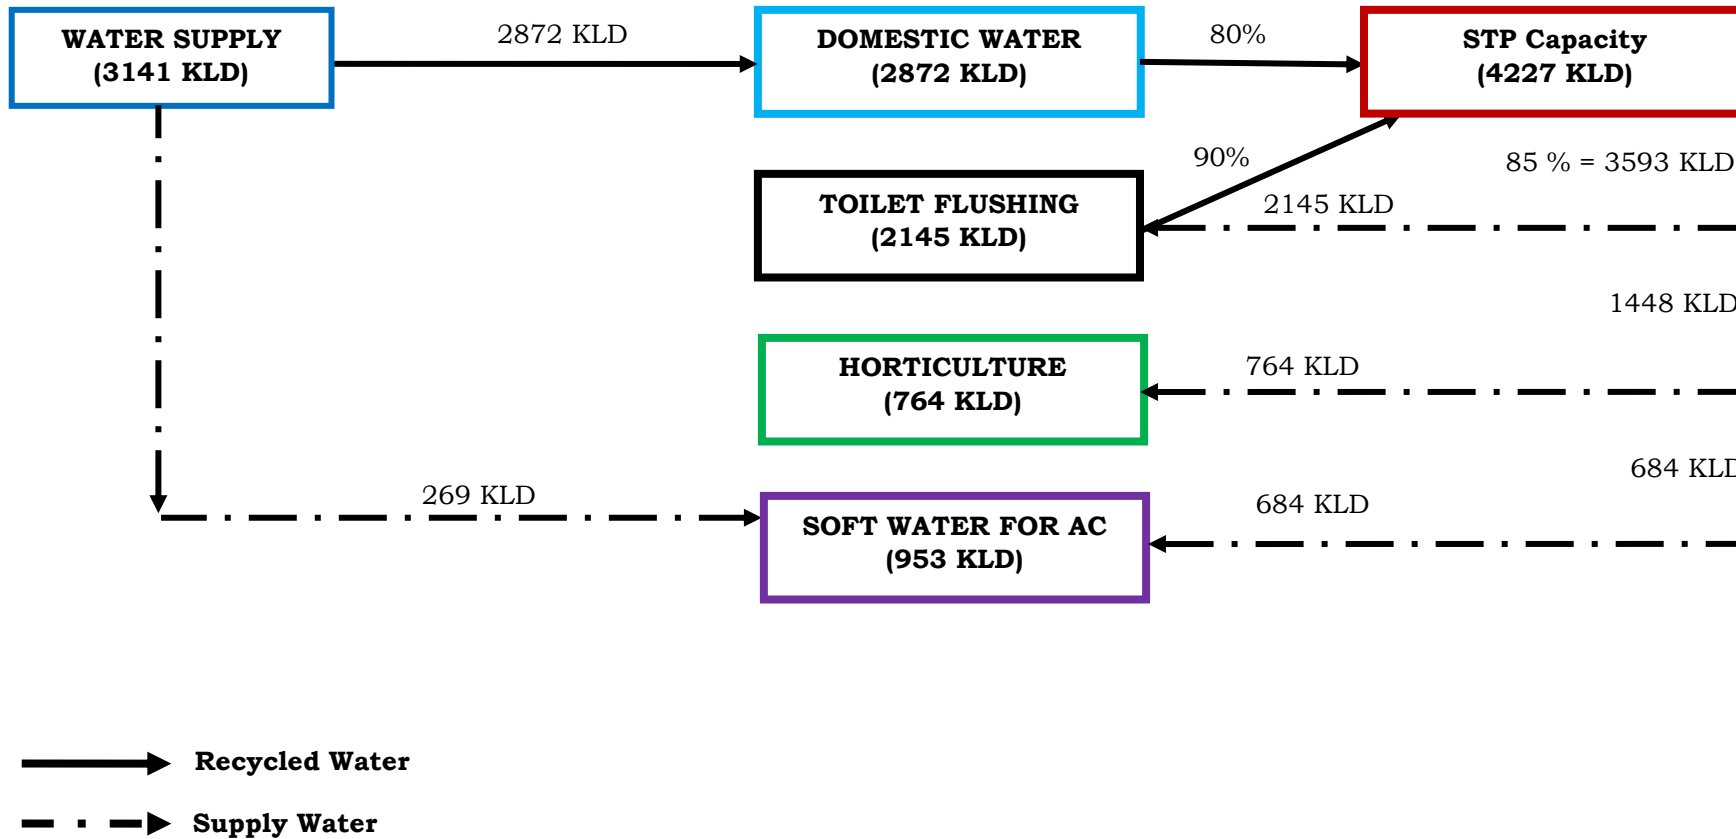 WATER SUPPLY
(3141 KLD)
2872 KLD
DOMESTIC WATER
(2872 KLD)
80%
STP Capacity
(4227 KLD)
90%
85 % = 3593 KLD
TOILET FLUSHING
(2145 KLD)
2145 KLD
1448 KLD
HORTICULTURE
(764 KLD)
764 KLD
684 KLD
269 KLD
SOFT WATER FOR AC
(953 KLD)
684 KLD
Recycled Water
Supply Water